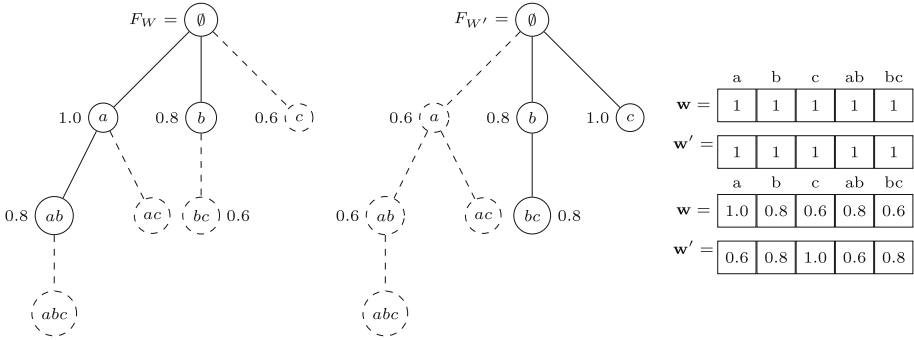 F_W = ∅
1.0 a
0.8 b
0.6 c
0.8 ab
ac
bc 0.6
abc
F_{W'} = ∅
0.6 a
0.8 b
1.0 c
0.6 ab
ac
bc 0.8
abc
a b c ab bc
w = 1 1 1 1 1
w' = 1 1 1 1 1
a b c ab bc
w = 1.0 0.8 0.6 0.8 0.6
w' = 0.6 0.8 1.0 0.6 0.8